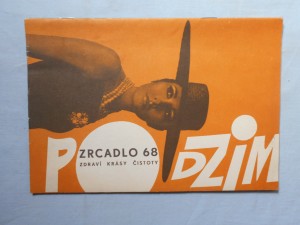 ZRCADLO 68
ZDRAVÍ KRÁSY ČISTOTY
PODZIM